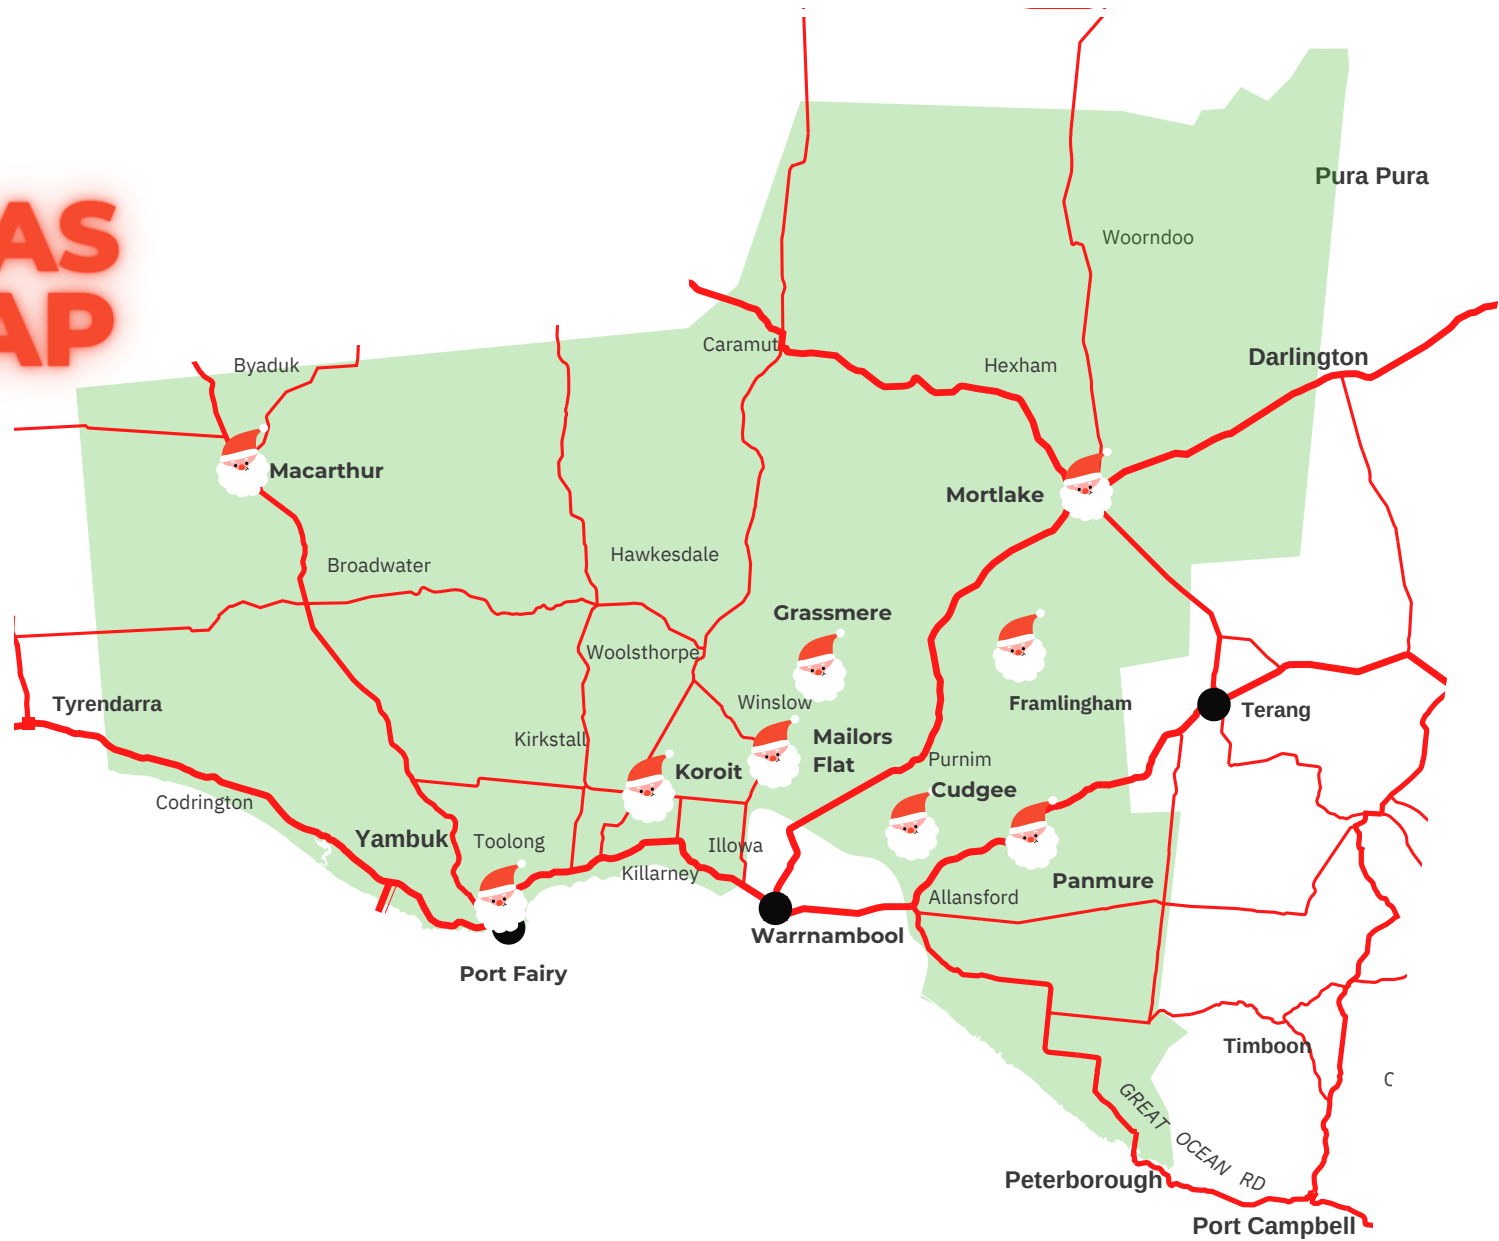 AS
AP
Pura Pura
Woorndoo
Caramut
Hexham
Darlington
Byaduk
Macarthur
Mortlake
Hawkesdale
Broadwater
Grassmere
Woolsthorpe
Winslow
Framlingham
Tyrendarra
Terang
Kirkstall
Mailors
Flat
Koroit
Purnim
Cudgee
Codrington
Yambuk
Toolong
Illowa
Killarney
Panmure
Allansford
Warrnambool
Port Fairy
Timboon
C
GREAT OCEAN RD
Peterborough
Port Campbell